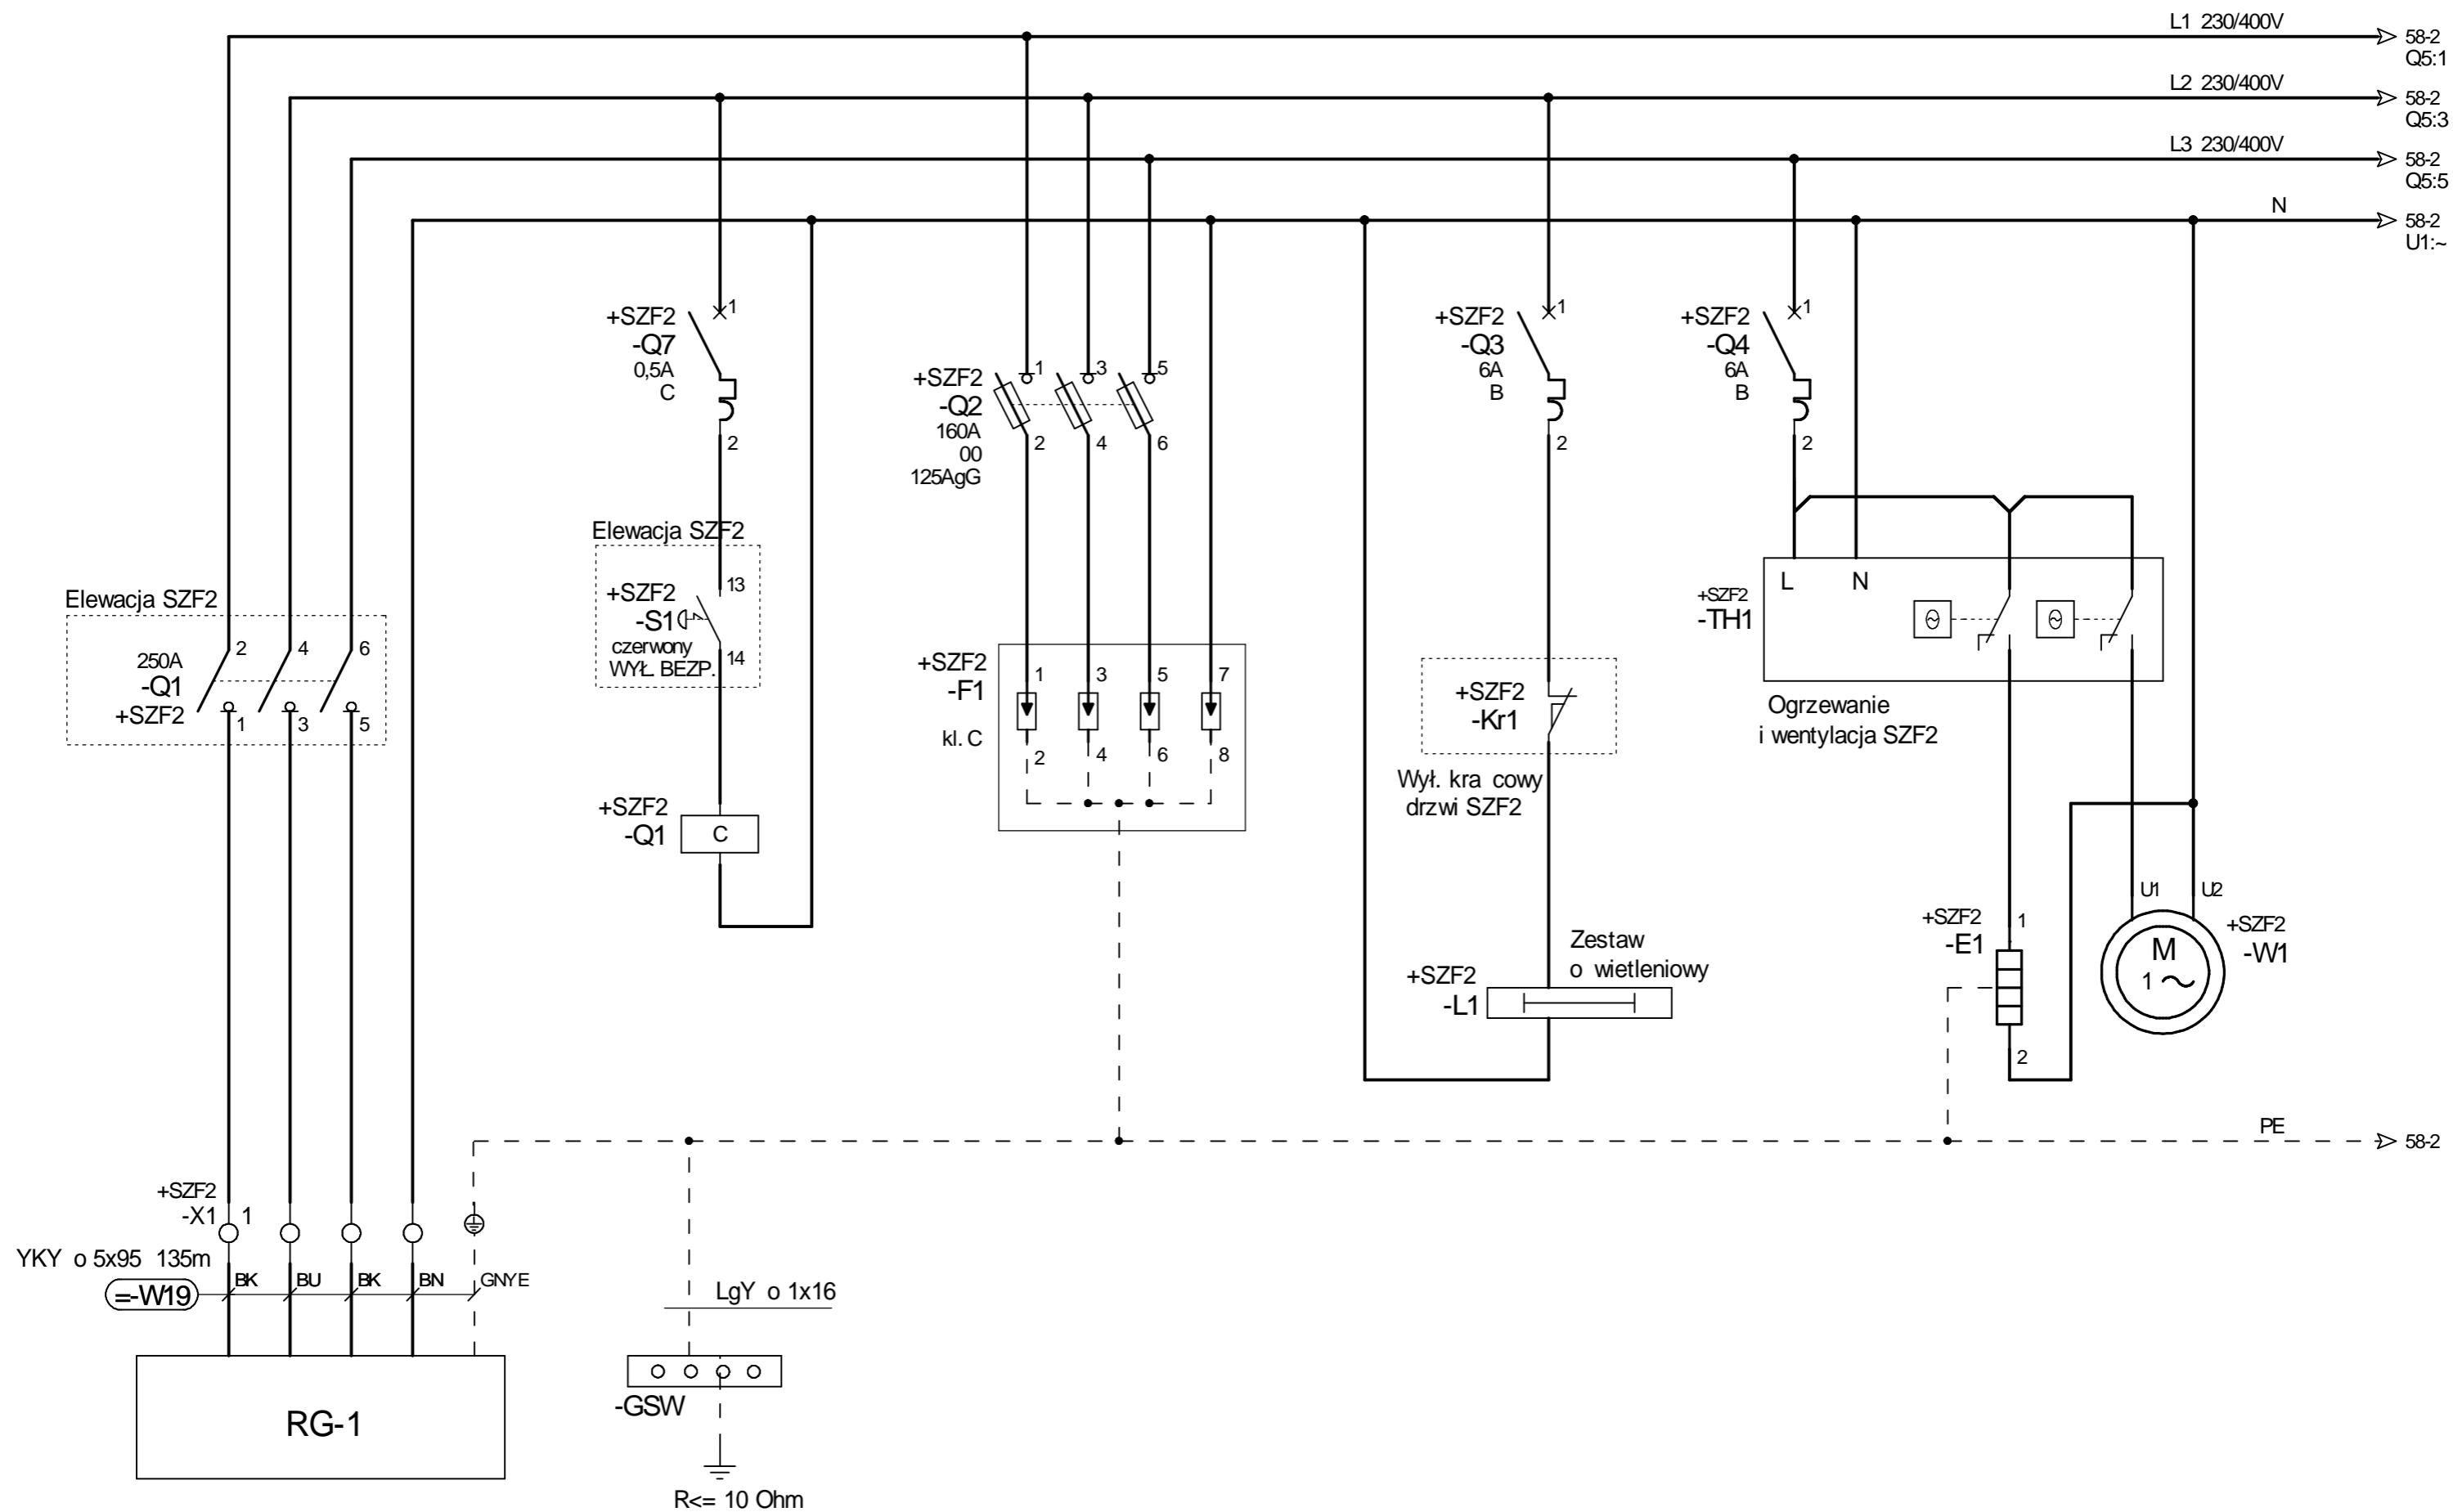 L1 230/400V
58-2
Q5:1
L2 230/400V
58-2
Q5:3
L3 230/400V
58-2
Q5:5
N
58-2
U1:~
+SZF2
-Q7
0,5A
C
1
2
+SZF2
-Q2
160A
00
125AgG
1
3
5
2
4
6
+SZF2
-Q3
6A
B
1
2
+SZF2
-Q4
6A
B
1
2
Elewacja SZF2
+SZF2
-S1
czerwony
WYŁ. BEZP.
13
14
Elewacja SZF2
250A
-Q1
+SZF2
2
4
6
1
3
5
+SZF2
-F1
kl. C
1
3
5
7
2
4
6
8
+SZF2
-Kr1
Wył. kra cowy
drzwi SZF2
+SZF2
-TH1
L
N
Ogrzewanie
i wentylacja SZF2
+SZF2
-Q1
C
Zestaw
o wietleniowy
+SZF2
-L1
+SZF2
-E1
1
2
U1
U2
M
1
+SZF2
-W1
PE
58-2
+SZF2
-X1
1
YKY o 5x95 135m
=-W19
BK
BU
BK
BN
GNYE
LgY o 1x16
RG-1
-GSW
R<= 10 Ohm